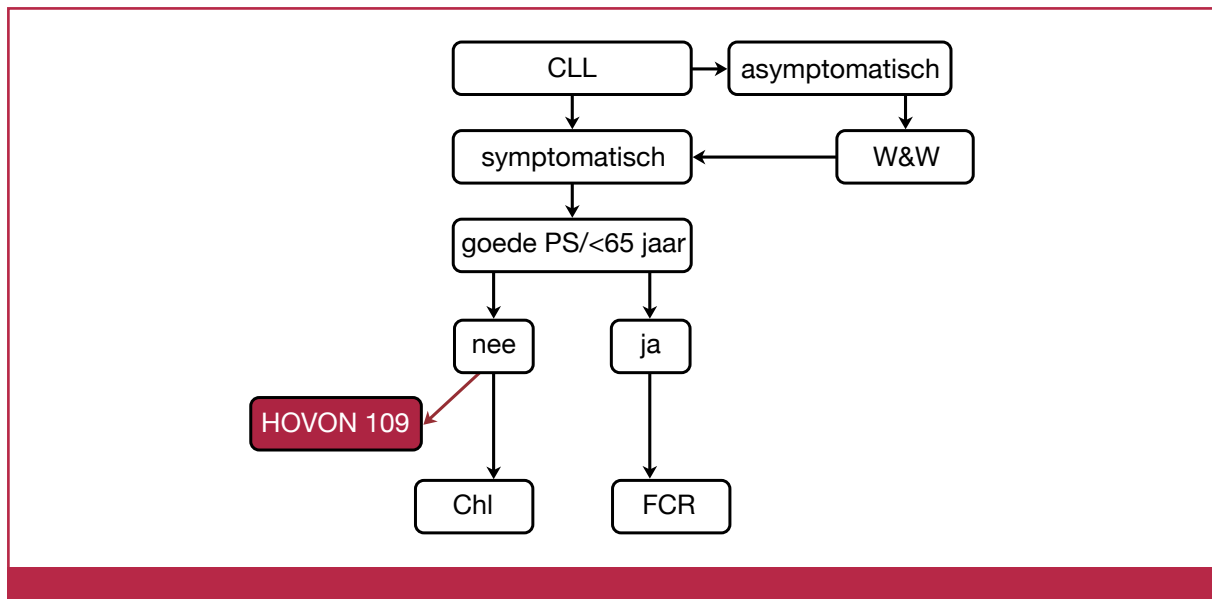 CLL
asymptomatisch
symptomatisch
W&W
goede PS/<65 jaar
nee
ja
HOVON 109
Chl
FCR